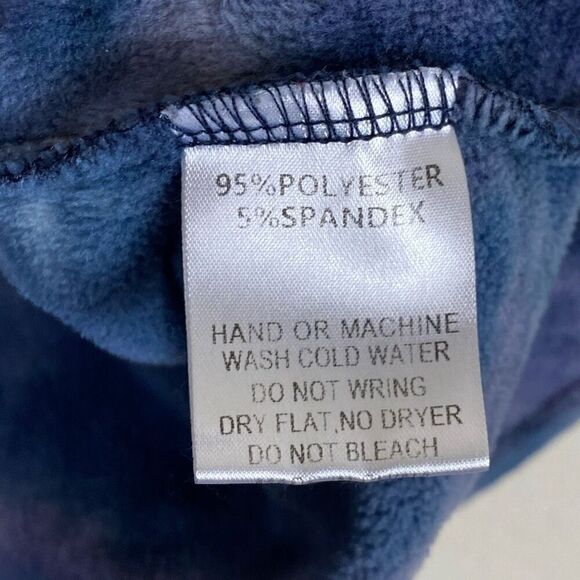 95%POLYESTER
5%SPANDEX
HAND OR MACHINE
WASH COLD WATER
DO NOT WRING
DRY FLAT,NO DRYER
DO NOT BLEACH